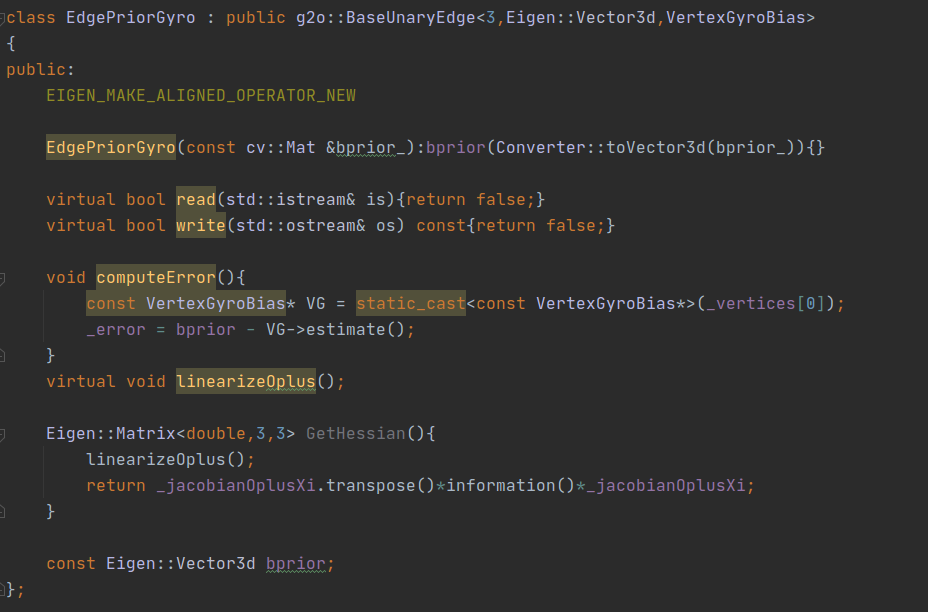 class EdgePriorGyro : public g2o::BaseUnaryEdge<3,Eigen::Vector3d,VertexGyroBias>
{
public:
    EIGEN_MAKE_ALIGNED_OPERATOR_NEW

    EdgePriorGyro(const cv::Mat &bprior_):bprior(Converter::toVector3d(bprior_)){}

    virtual bool read(std::istream& is){return false;}
    virtual bool write(std::ostream& os) const{return false;}

    void computeError(){
        const VertexGyroBias* VG = static_cast<const VertexGyroBias*>(_vertices[0]);
        _error = bprior - VG->estimate();
    }
    virtual void linearizeOplus();

    Eigen::Matrix<double,3,3> GetHessian(){
        linearizeOplus();
        return _jacobianOplusXi.transpose()*information()*_jacobianOplusXi;
    }

    const Eigen::Vector3d bprior;
};